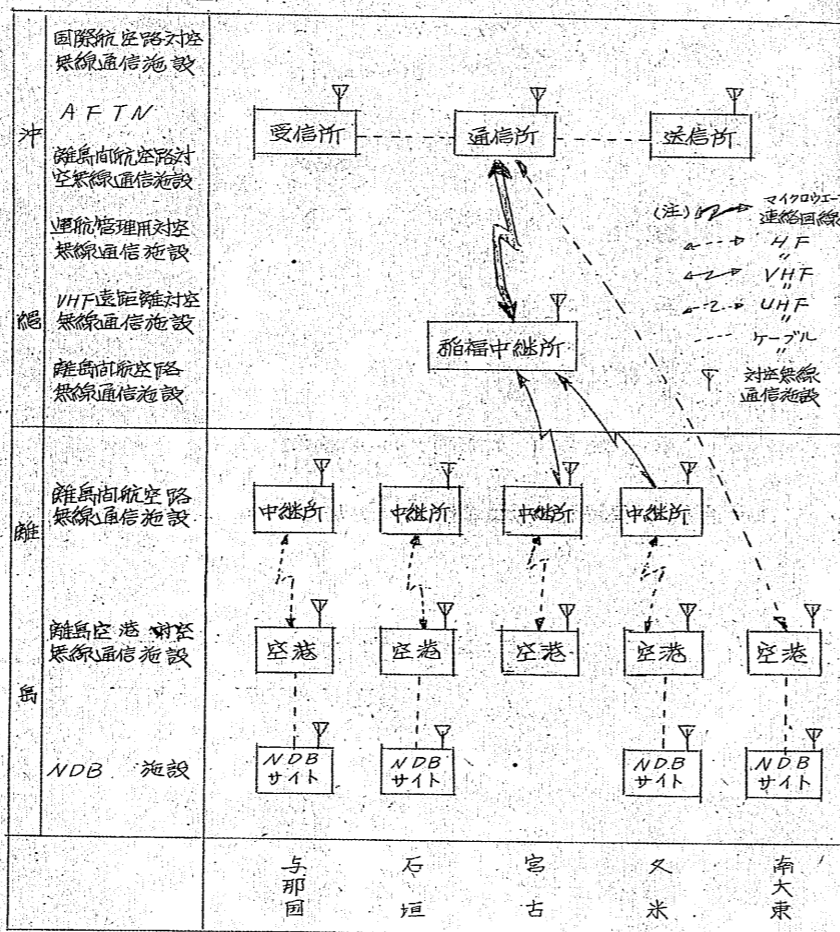 沖
縄
国際航空路対空
無線通信施設
AFTN
離島間航空路対
空無線通信施設
運航管理用対空
無線通信施設
VHF遠距離対空
無線通信施設
離島間航空路
無線通信施設
受信所
通信所
送信所
(注) マイクロウエーブ
連絡回線
HF 〃
VHF 〃
UHF 〃
ケーブル 〃
対空無線
通信施設
稲福中継所
離
島
離島間航空路
無線通信施設
中継所
中継所
中継所
中継所
離島空港対空
無線通信施設
空港
空港
空港
空港
空港
NDB 施設
NDB
サイト
NDB
サイト
NDB
サイト
NDB
サイト
与那国
石垣
宮古
久米
南大東